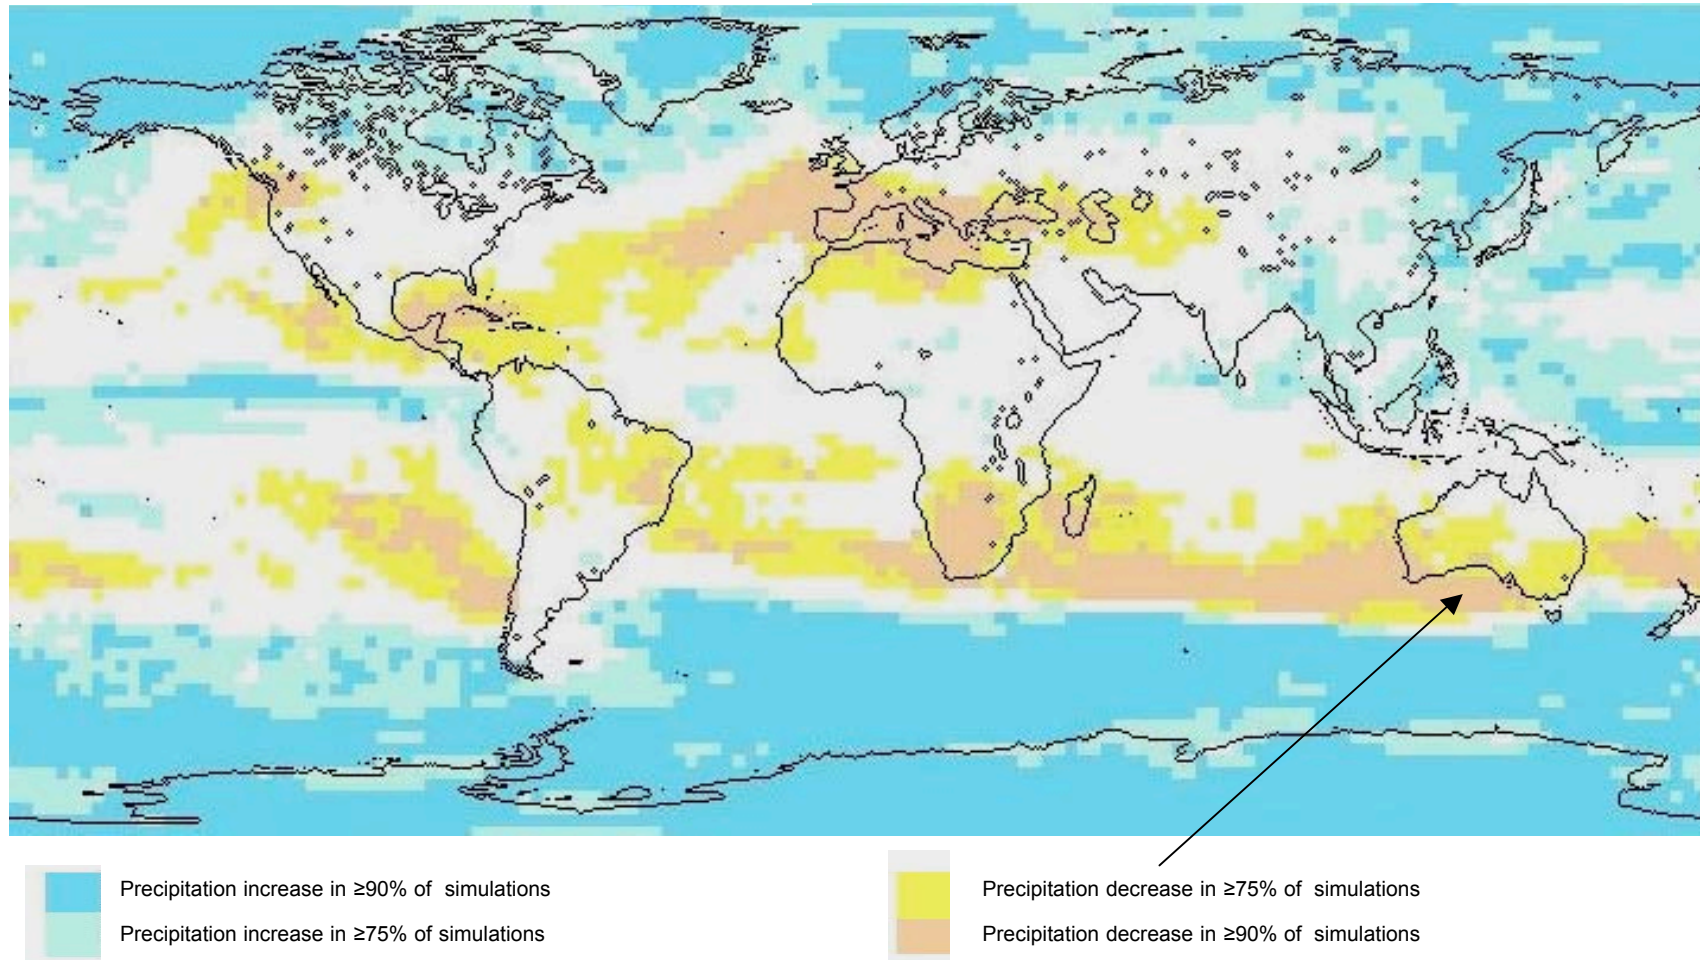 Precipitation increase in ≥90% of simulations
Precipitation increase in ≥75% of simulations
Precipitation decrease in ≥75% of simulations
Precipitation decrease in ≥90% of simulations